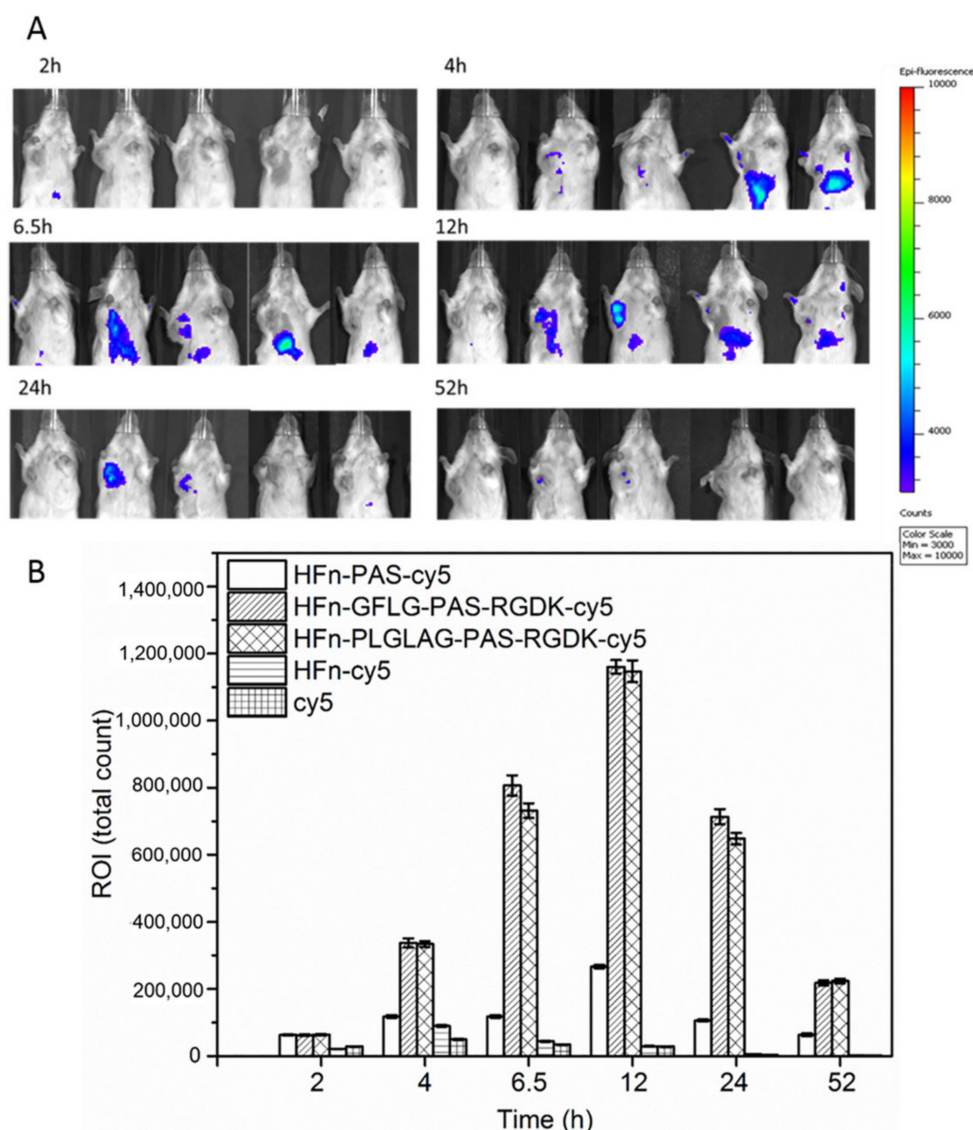 A
2h
4h
6.5h
12h
24h
52h
Epi-fluorescence
10000
8000
6000
4000
Counts
Color Scale
Min = 3000
Max = 10000
B
HFn-PAS-cy5
HFn-GFLG-PAS-RGDK-cy5
HFn-PLGLAG-PAS-RGDK-cy5
HFn-cy5
cy5
1,400,000
1,200,000
1,000,000
800,000
600,000
400,000
200,000
0
ROI (total count)
2 4 6.5 12 24 52
Time (h)